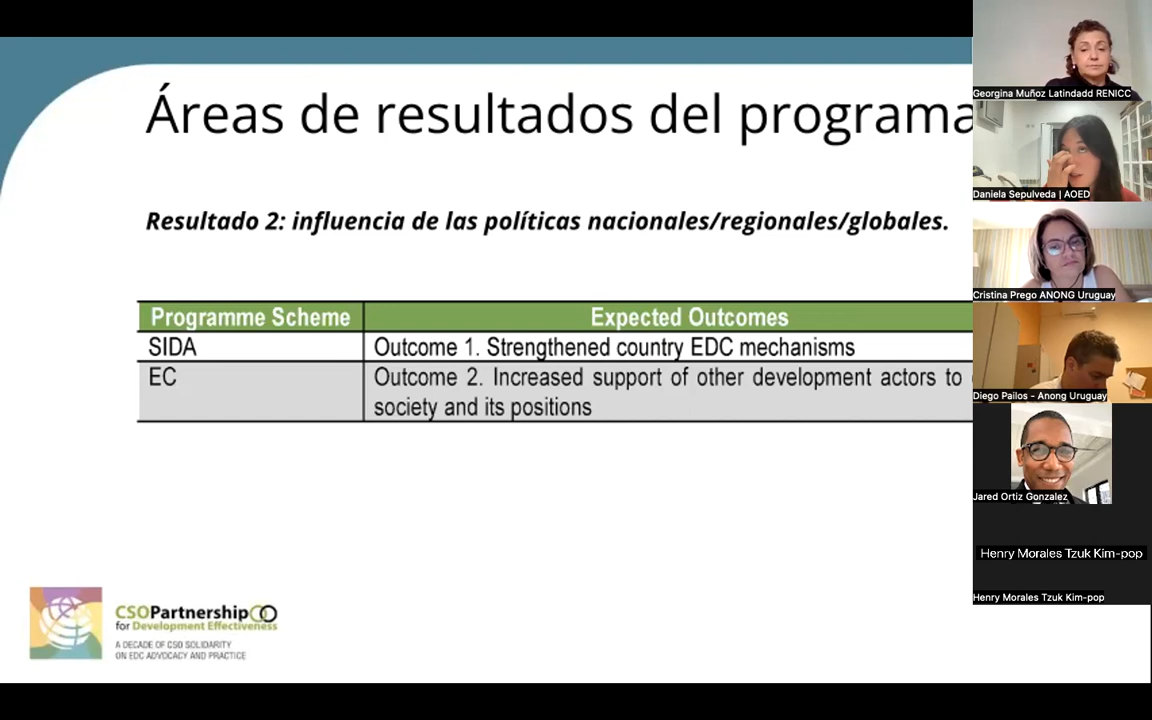 Áreas de resultados del programa
Resultado 2: influencia de las políticas nacionales/regionales/globales.
Programme Scheme Expected Outcomes
SIDA Outcome 1. Strengthened country EDC mechanisms
EC Outcome 2. Increased support of other development actors to
society and its positions
CSOPartnership
for Development Effectiveness
A DECADE OF CSO SOLIDARITY
ON EDC ADVOCACY AND PRACTICE
Georgina Muñoz Latindadd RENICC
Daniela Sepulveda | AOED
Cristina Prego ANONG Uruguay
Diego Pailos - Anong Uruguay
Jared Ortiz Gonzalez
Henry Morales Tzuk Kim-pop
Henry Morales Tzuk Kim-pop